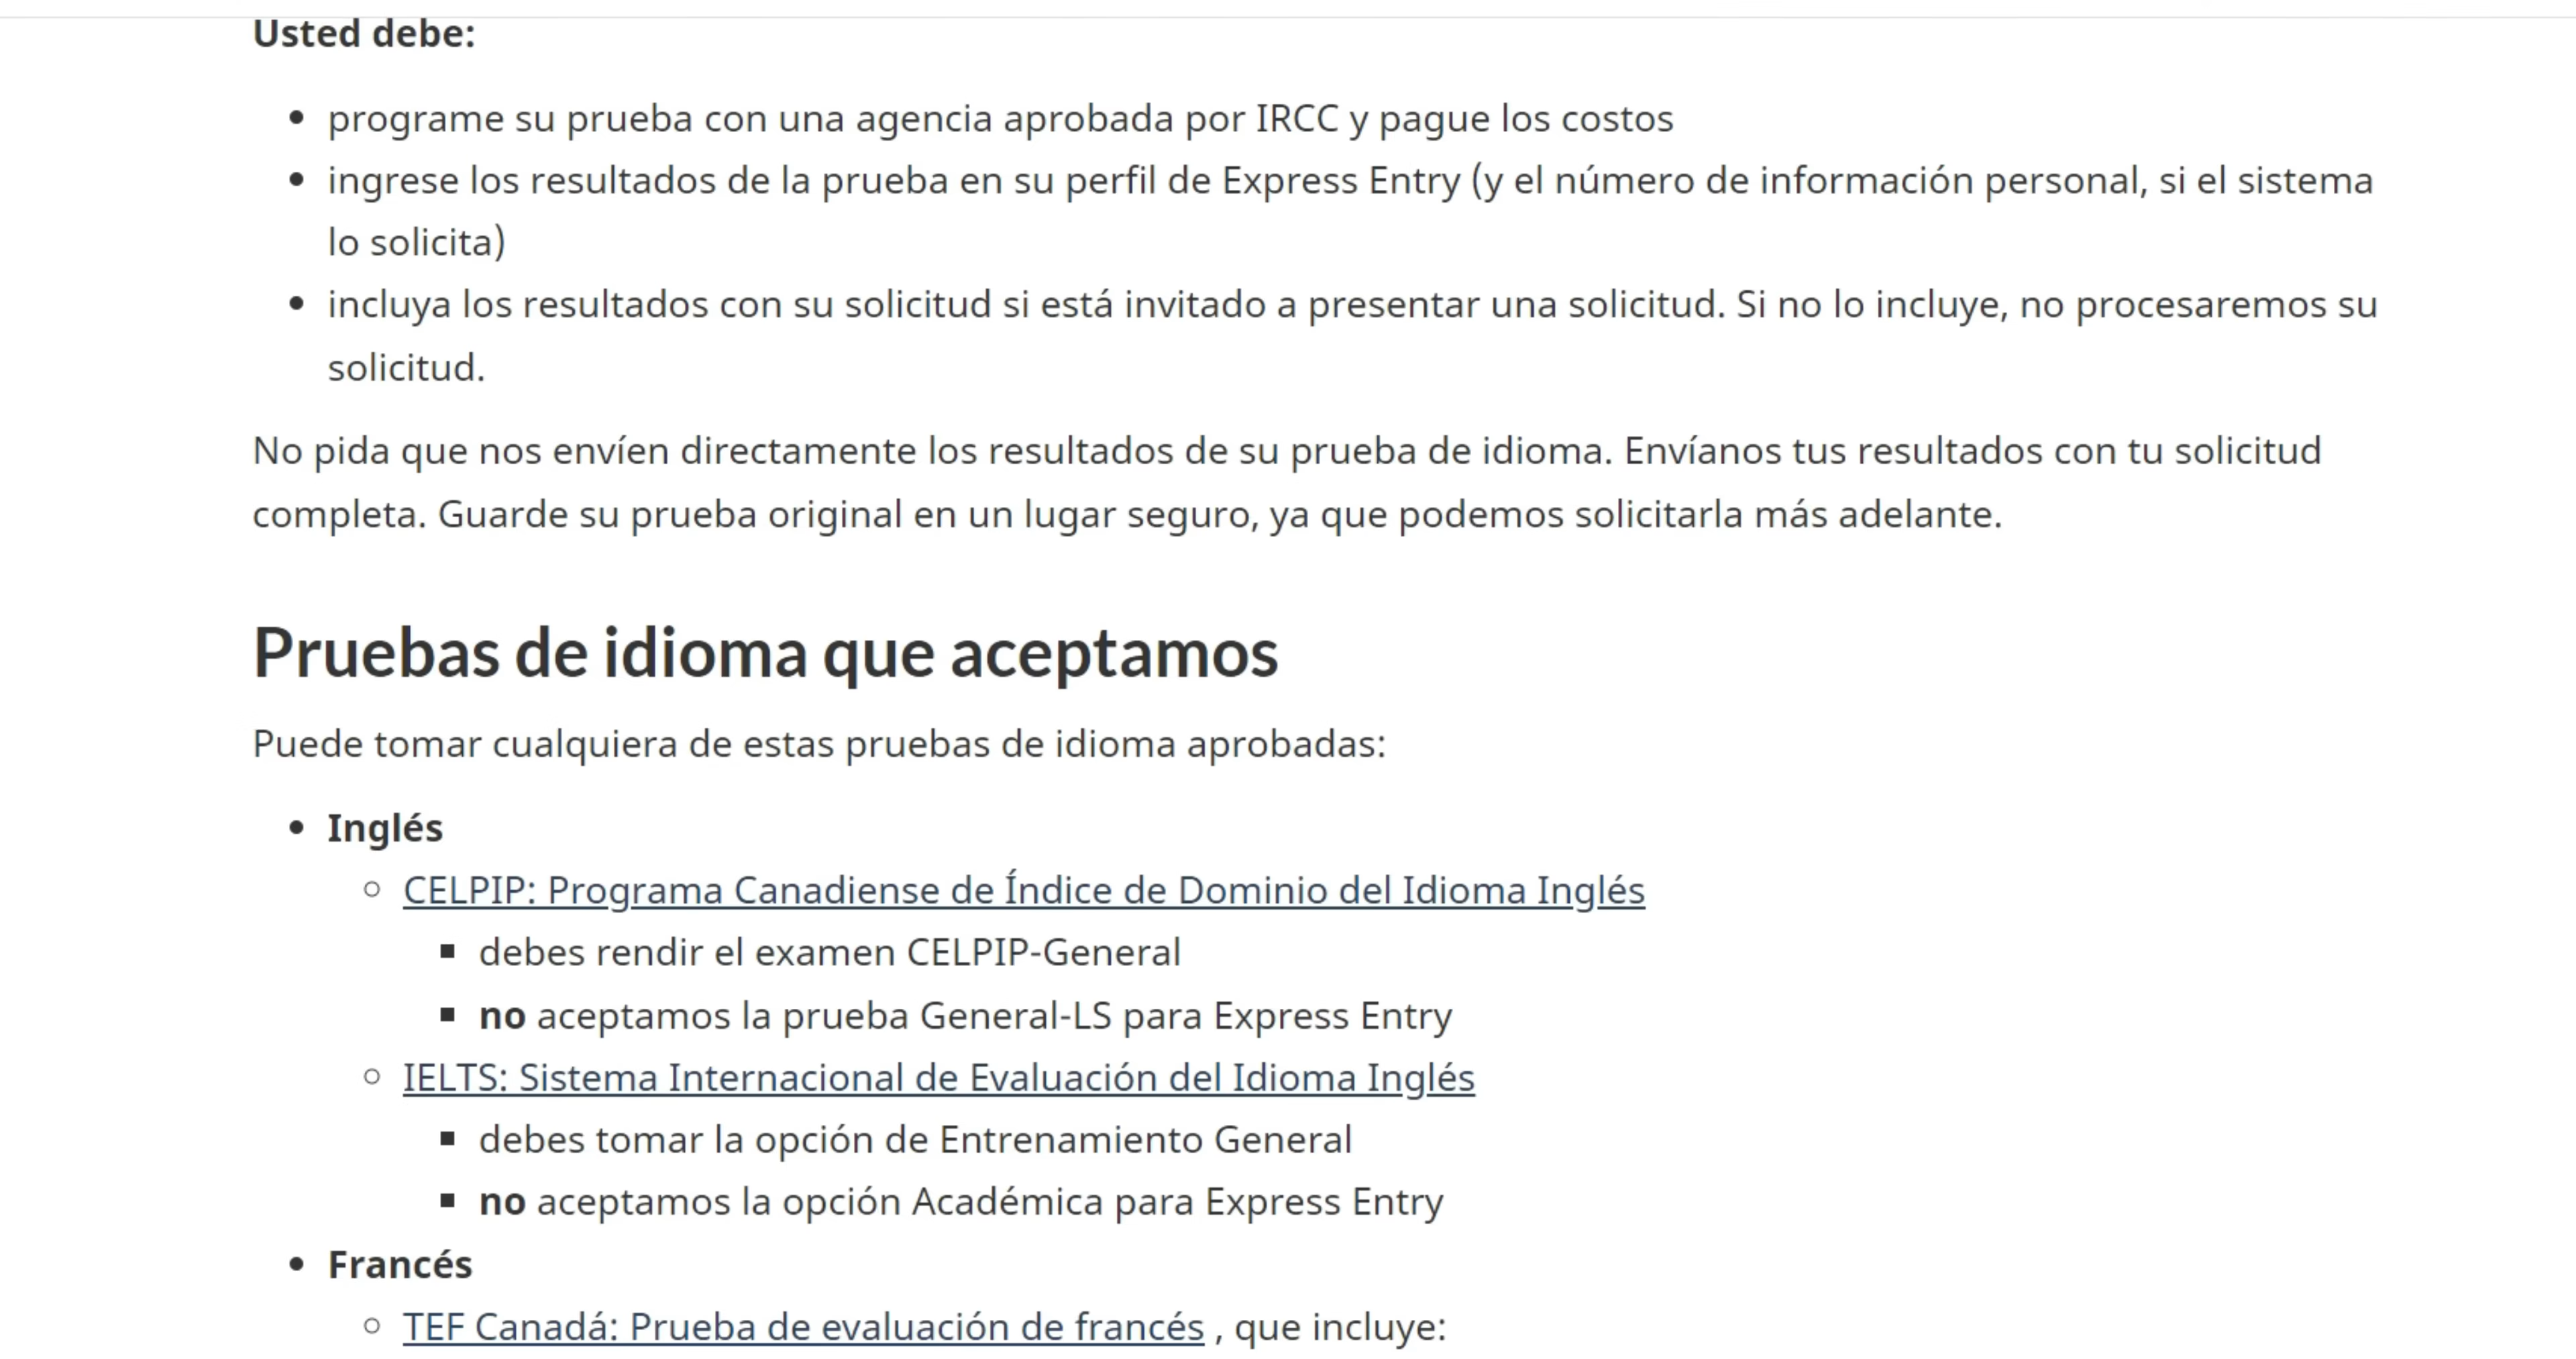 Usted debe:
programe su prueba con una agencia aprobada por IRCC y pague los costos
ingrese los resultados de la prueba en su perfil de Express Entry (y el número de información personal, si el sistema
lo solicita)
incluya los resultados con su solicitud si está invitado a presentar una solicitud. Si no lo incluye, no procesaremos su
solicitud.
No pida que nos envíen directamente los resultados de su prueba de idioma. Envíanos tus resultados con tu solicitud
completa. Guarde su prueba original en un lugar seguro, ya que podemos solicitarla más adelante.
Pruebas de idioma que aceptamos
Puede tomar cualquiera de estas pruebas de idioma aprobadas:
Inglés
CELPIP: Programa Canadiense de Índice de Dominio del Idioma Inglés
debes rendir el examen CELPIP-General
no aceptamos la prueba General-LS para Express Entry
IELTS: Sistema Internacional de Evaluación del Idioma Inglés
debes tomar la opción de Entrenamiento General
no aceptamos la opción Académica para Express Entry
Francés
TEF Canadá: Prueba de evaluación de francés , que incluye: